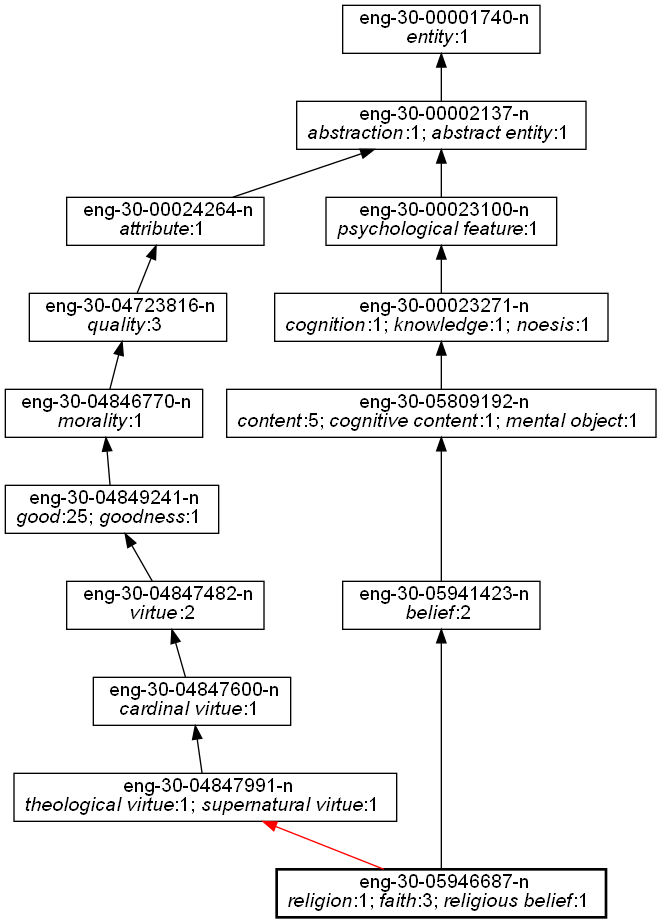 eng-30-00001740-n
entity:1
eng-30-00002137-n
abstraction:1; abstract entity:1
eng-30-00024264-n
attribute:1
eng-30-00023100-n
psychological feature:1
eng-30-04723816-n
quality:3
eng-30-00023271-n
cognition:1; knowledge:1; noesis:1
eng-30-04846770-n
morality:1
eng-30-05809192-n
content:5; cognitive content:1; mental object:1
eng-30-04849241-n
good:25; goodness:1
eng-30-04847482-n
virtue:2
eng-30-05941423-n
belief:2
eng-30-04847600-n
cardinal virtue:1
eng-30-04847991-n
theological virtue:1; supernatural virtue:1
eng-30-05946687-n
religion:1; faith:3; religious belief:1